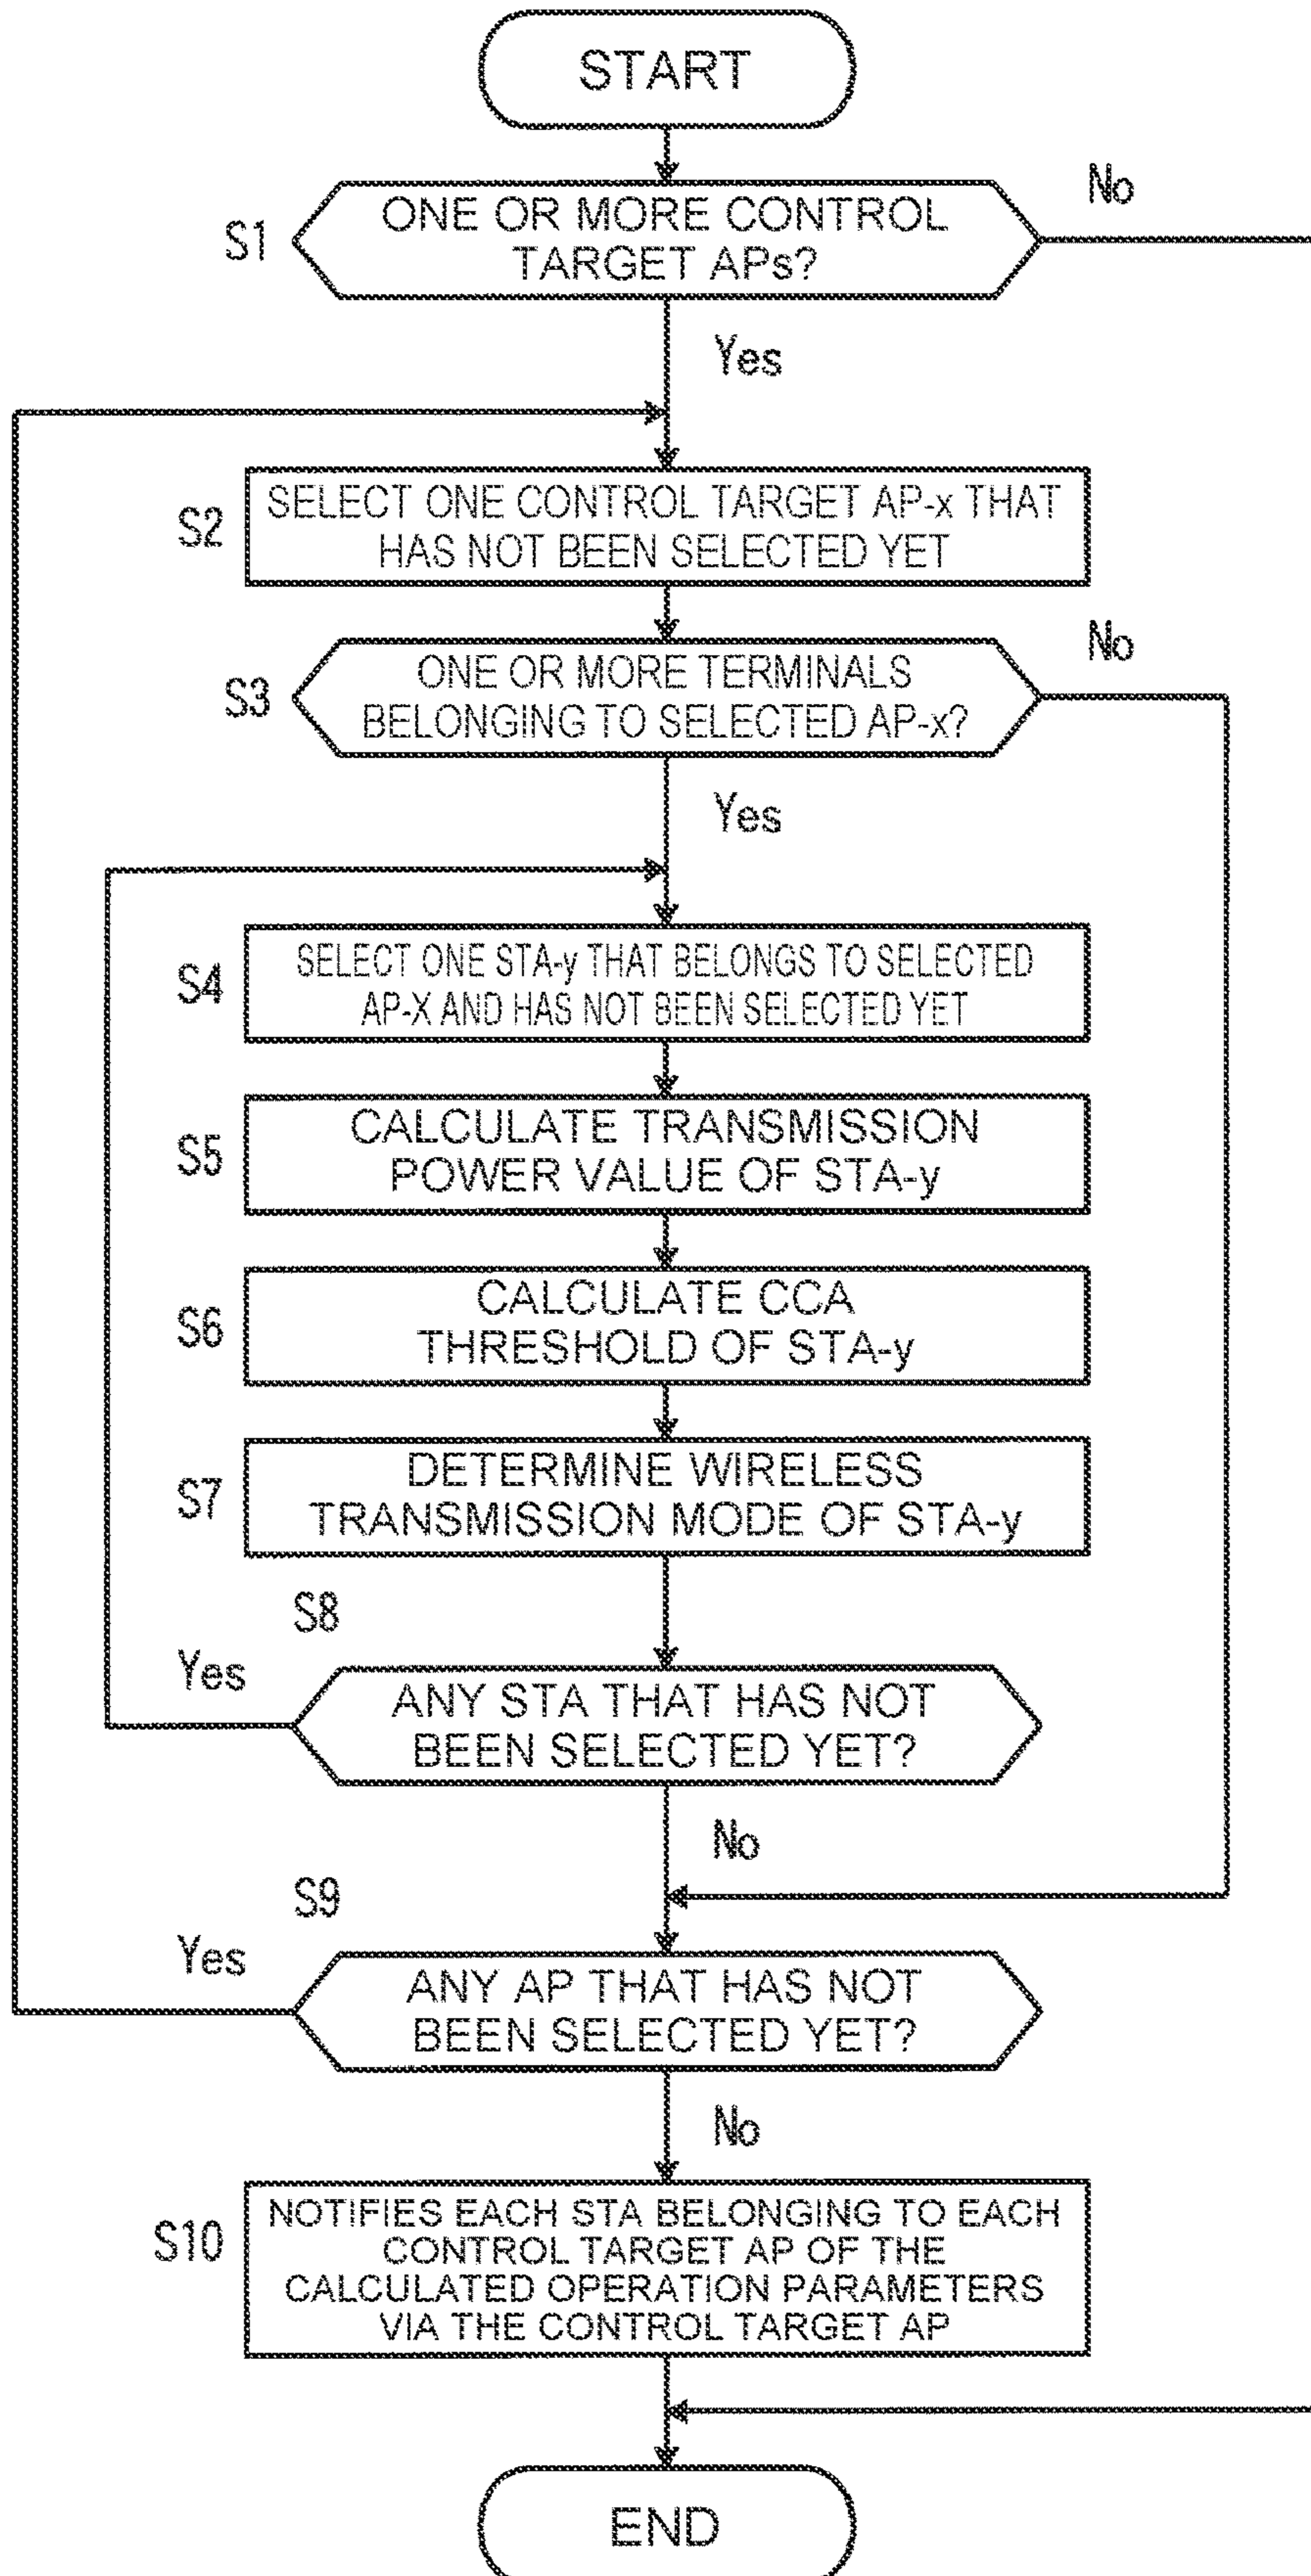 START
No
S1
ONE OR MORE CONTROL
TARGET APs?
Yes
S2
SELECT ONE CONTROL TARGET AP-x THAT
HAS NOT BEEN SELECTED YET
No
S3
ONE OR MORE TERMINALS
BELONGING TO SELECTED AP-x?
Yes
S4
SELECT ONE STA-y THAT BELONGS TO SELECTED
AP-X AND HAS NOT BEEN SELECTED YET
S5
CALCULATE TRANSMISSION
POWER VALUE OF STA-y
S6
CALCULATE CCA
THRESHOLD OF STA-y
S7
DETERMINE WIRELESS
TRANSMISSION MODE OF STA-y
S8
Yes
ANY STA THAT HAS NOT
BEEN SELECTED YET?
No
S9
Yes
ANY AP THAT HAS NOT
BEEN SELECTED YET?
No
S10
NOTIFIES EACH STA BELONGING TO EACH
CONTROL TARGET AP OF THE
CALCULATED OPERATION PARAMETERS
VIA THE CONTROL TARGET AP
END